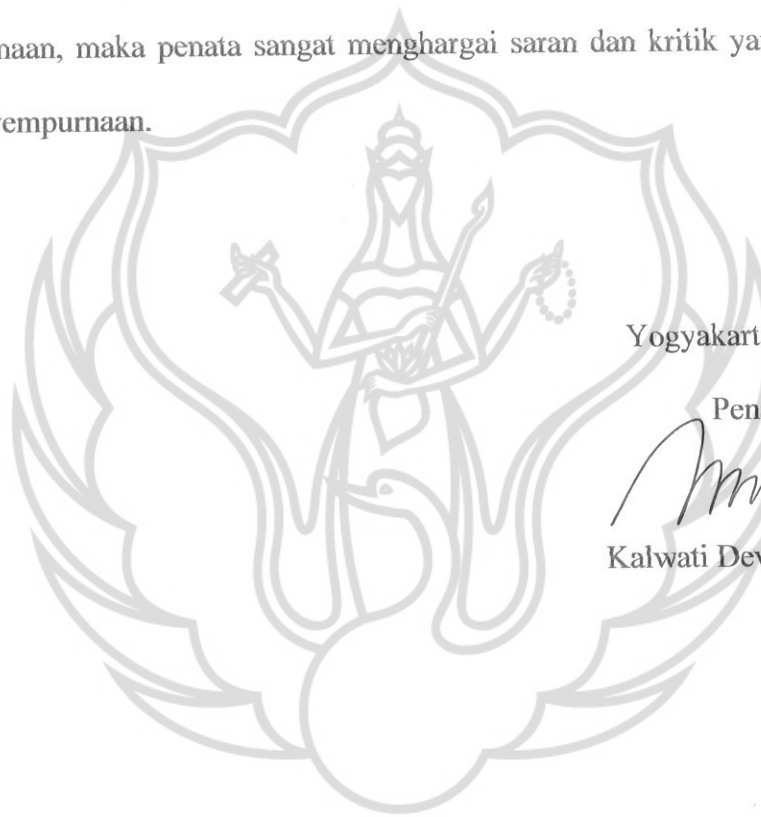 naan, maka penata sangat menghargai saran dan kritik ya
empurnaan.
Yogyakart
Pen
Kalwati Dev